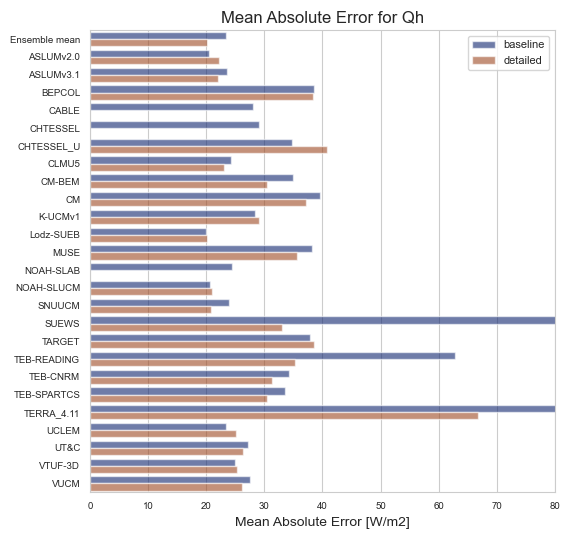 Mean Absolute Error for Qh
baseline
detailed
Ensemble mean
ASLUMv2.0
ASLUMv3.1
BEPCOL
CABLE
CHTESSEL
CHTESSEL_U
CLMU5
CM-BEM
CM
K-UCMv1
Lodz-SUEB
MUSE
NOAH-SLAB
NOAH-SLUCM
SNUUCM
SUEWS
TARGET
TEB-READING
TEB-CNRM
TEB-SPARTCS
TERRA_4.11
UCLEM
UT&C
VTUF-3D
VUCM
0 10 20 30 40 50 60 70 80
Mean Absolute Error [W/m2]